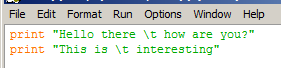 File Edit Format Run Options Window Help
print "Hello there \t how are you?"
print "This is \t interesting"